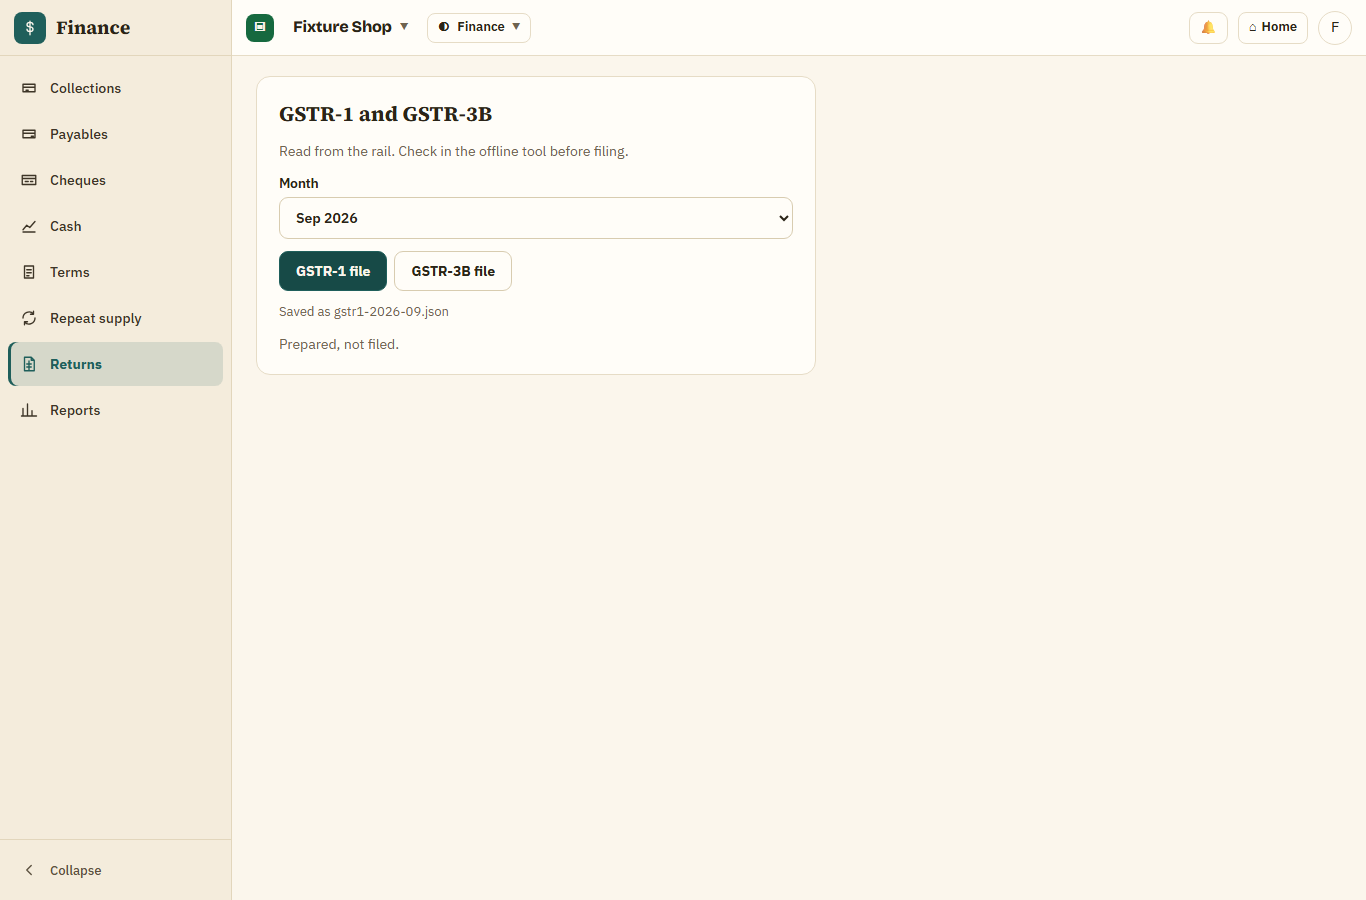 $ Finance
Collections
Payables
Cheques
Cash
Terms
Repeat supply
Returns
Reports
Collapse
Fixture Shop
Finance
Home
F
GSTR-1 and GSTR-3B
Read from the rail. Check in the offline tool before filing.
Month
Sep 2026
GSTR-1 file
GSTR-3B file
Saved as gstr1-2026-09.json
Prepared, not filed.